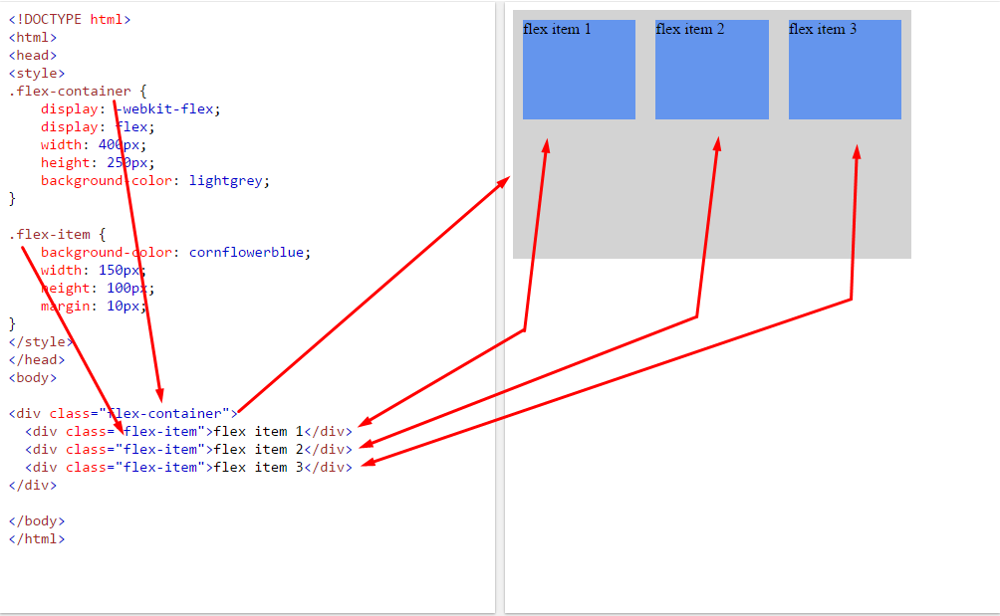 <!DOCTYPE html>
<html>
<head>
<style>
.flex-container {
    display: -webkit-flex;
    display: flex;
    width: 400px;
    height: 250px;
    background-color: lightgrey;
}

.flex-item {
    background-color: cornflowerblue;
    width: 150px;
    height: 100px;
    margin: 10px;
}
</style>
</head>
<body>

<div class="flex-container">
  <div class="flex-item">flex item 1</div>
  <div class="flex-item">flex item 2</div>
  <div class="flex-item">flex item 3</div>
</div>

</body>
</html>
flex item 1
flex item 2
flex item 3